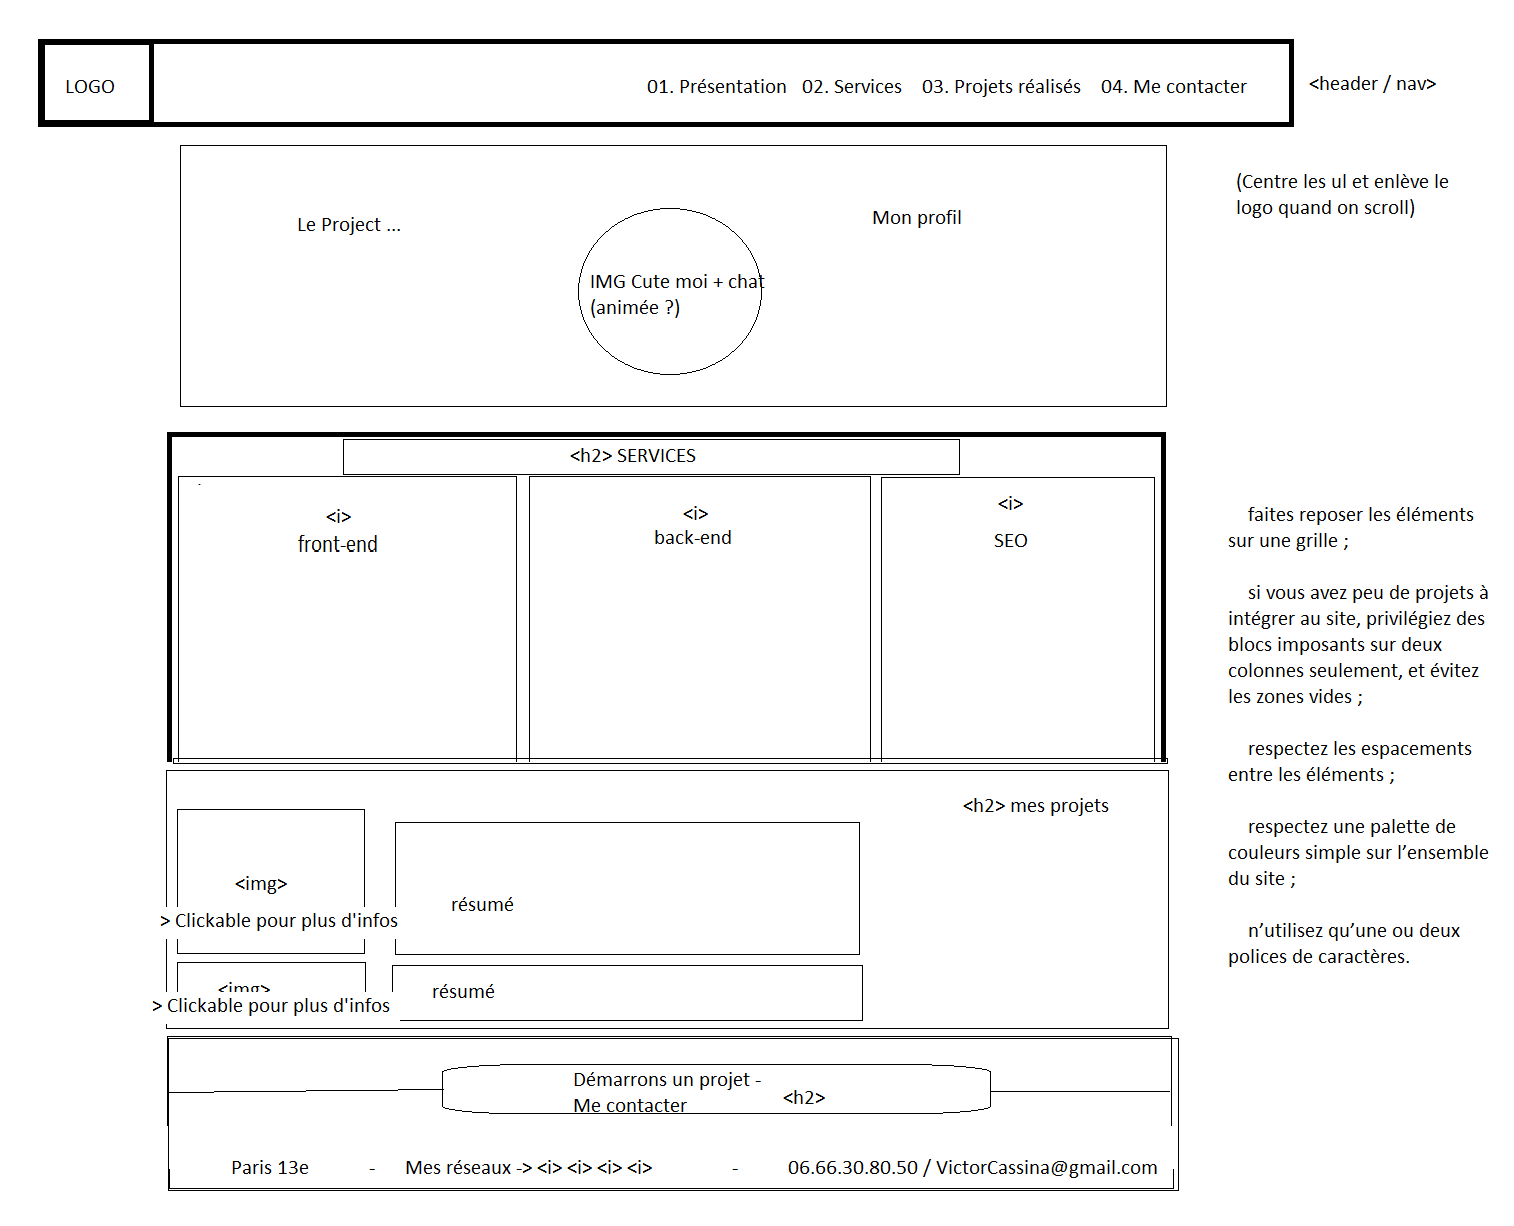 LOGO
01. Présentation 02. Services 03. Projets réalisés 04. Me contacter
<header / nav>
(Centre les ul et enlève le
logo quand on scroll)
Le Project ...
Mon profil
IMG Cute moi + chat
(animée ?)
<h2> SERVICES
<i>
front-end
<i>
back-end
<i>
SEO
faites reposer les éléments
sur une grille ;
si vous avez peu de projets à
intégrer au site, privilégiez des
blocs imposants sur deux
colonnes seulement, et évitez
les zones vides ;
respectez les espacements
entre les éléments ;
respectez une palette de
couleurs simple sur l’ensemble
du site ;
n’utilisez qu’une ou deux
polices de caractères.
<h2> mes projets
<img>
> Clickable pour plus d'infos
résumé
<img>
> Clickable pour plus d'infos
résumé
Démarrons un projet -
Me contacter
<h2>
Paris 13e - Mes réseaux -> <i> <i> <i> <i> - 06.66.30.80.50 / VictorCassina@gmail.com